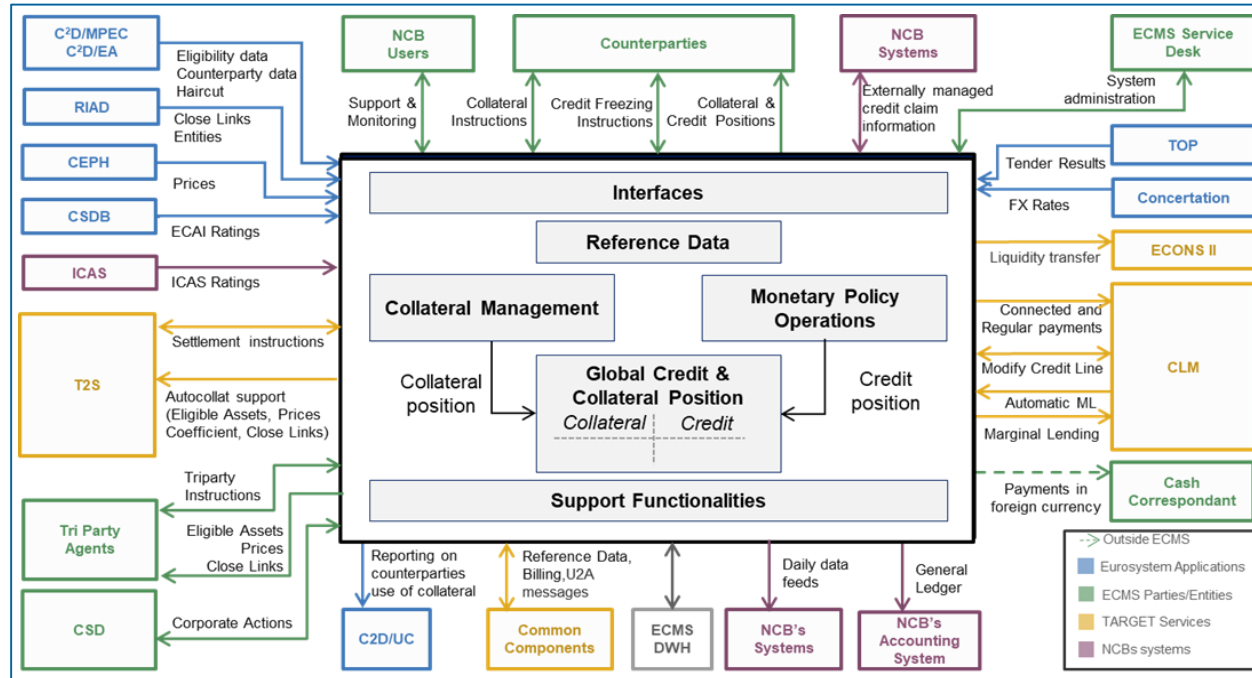 C²D/MPEC
C²D/EA
Eligibility data
Counterparty data
Haircut
RIAD
Close Links
Entities
CEPH
Prices
CSDB
ECAI Ratings
ICAS
ICAS Ratings
T2S
Settlement instructions
Autocollat support
(Eligible Assets, Prices
Coefficient, Close Links)
Tri Party
Agents
Triparty
Instructions
Eligible Assets
Prices
Close Links
CSD
Corporate Actions
NCB
Users
Support &
Monitoring
Counterparties
Collateral
Instructions
Credit Freezing
Instructions
Collateral &
Credit Positions
NCB
Systems
Externally managed
credit claim
information
ECMS Service
Desk
System
administration
Interfaces
Reference Data
Collateral Management
Monetary Policy
Operations
Collateral
position
Global Credit &
Collateral Position
Collateral
Credit
Credit
position
Support Functionalities
TOP
Tender Results
Concertation
FX Rates
ECONS II
Liquidity transfer
CLM
Connected and
Regular payments
Modify Credit Line
Automatic ML
Marginal Lending
Cash
Correspondant
Payments in
foreign currency
Reporting on
counterparties
use of collateral
C2D/UC
Reference Data,
Billing,U2A
messages
Common
Components
ECMS
DWH
Daily data
feeds
NCB's
Systems
General
Ledger
NCB's
Accounting
System
Outside ECMS
Eurosystem Applications
ECMS Parties/Entities
TARGET Services
NCBs systems